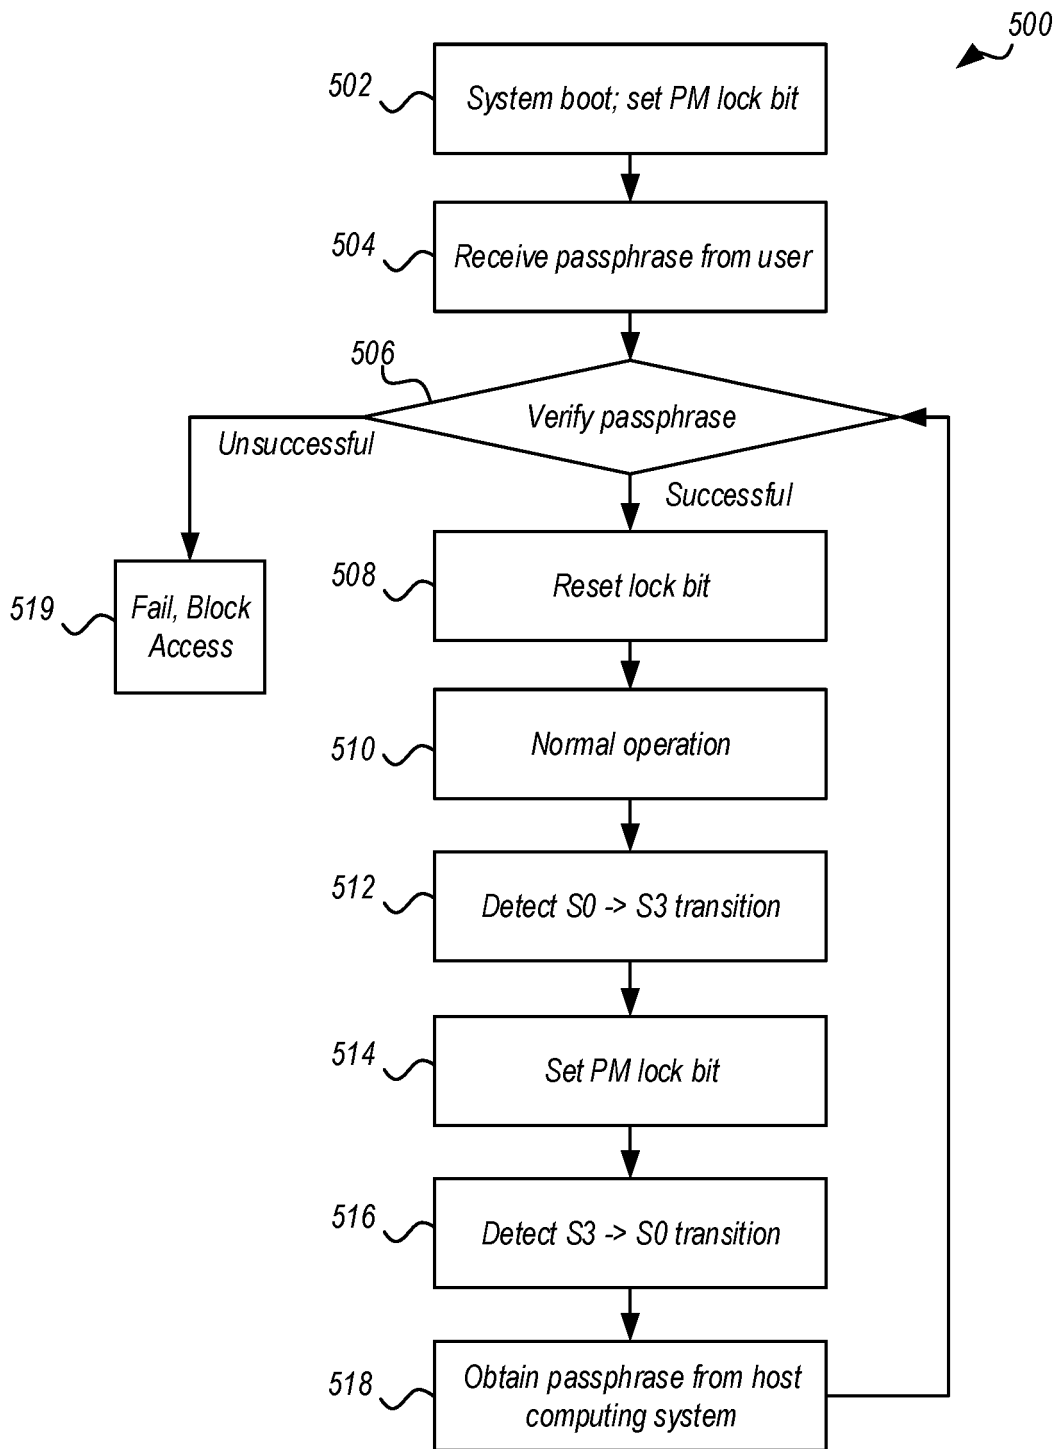 500
502
System boot; set PM lock bit
504
Receive passphrase from user
506
Verify passphrase
Unsuccessful
Successful
508
Reset lock bit
519
Fail, Block
Access
510
Normal operation
512
Detect S0 -> S3 transition
514
Set PM lock bit
516
Detect S3 -> S0 transition
518
Obtain passphrase from host
computing system